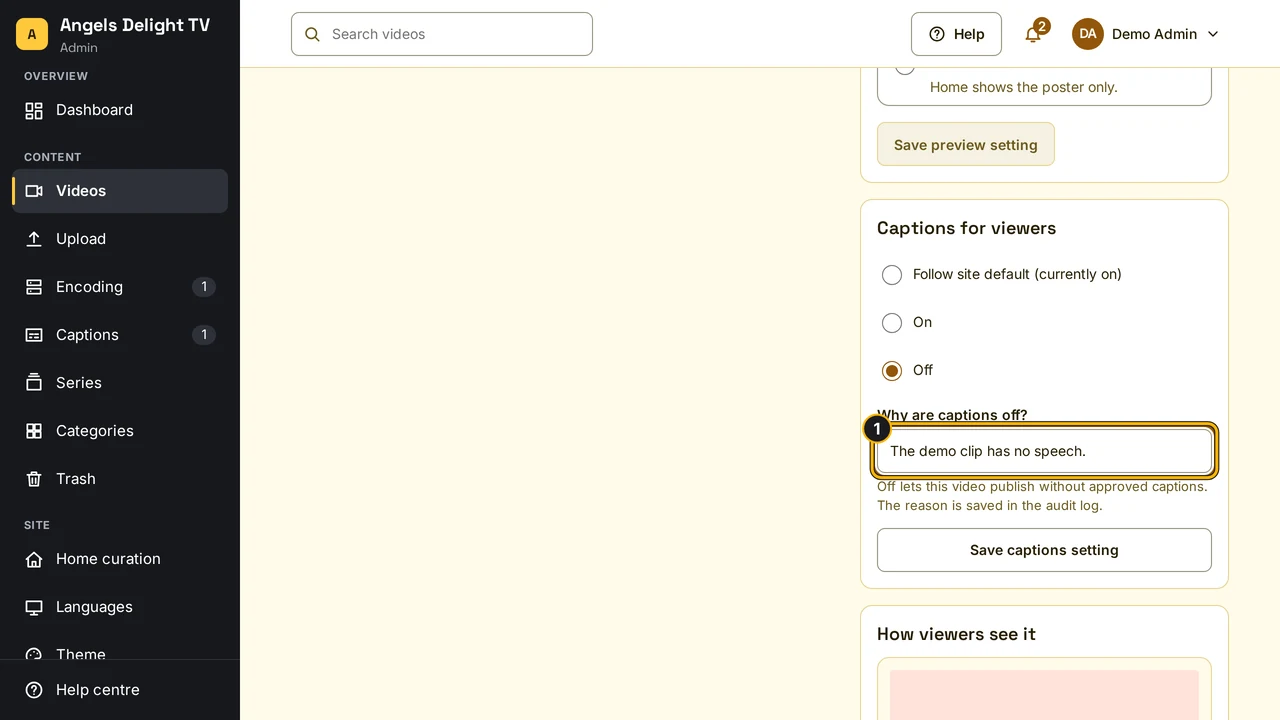 A
Angels Delight TV
Admin
OVERVIEW
Dashboard
CONTENT
Videos
Upload
Encoding 1
Captions 1
Series
Categories
Trash
SITE
Home curation
Languages
Theme
Help centre
Search videos
Help
2
DA
Demo Admin
Home shows the poster only.
Save preview setting
Captions for viewers
Follow site default (currently on)
On
Off
Why are captions off?
1
The demo clip has no speech.
Off lets this video publish without approved captions.
The reason is saved in the audit log.
Save captions setting
How viewers see it